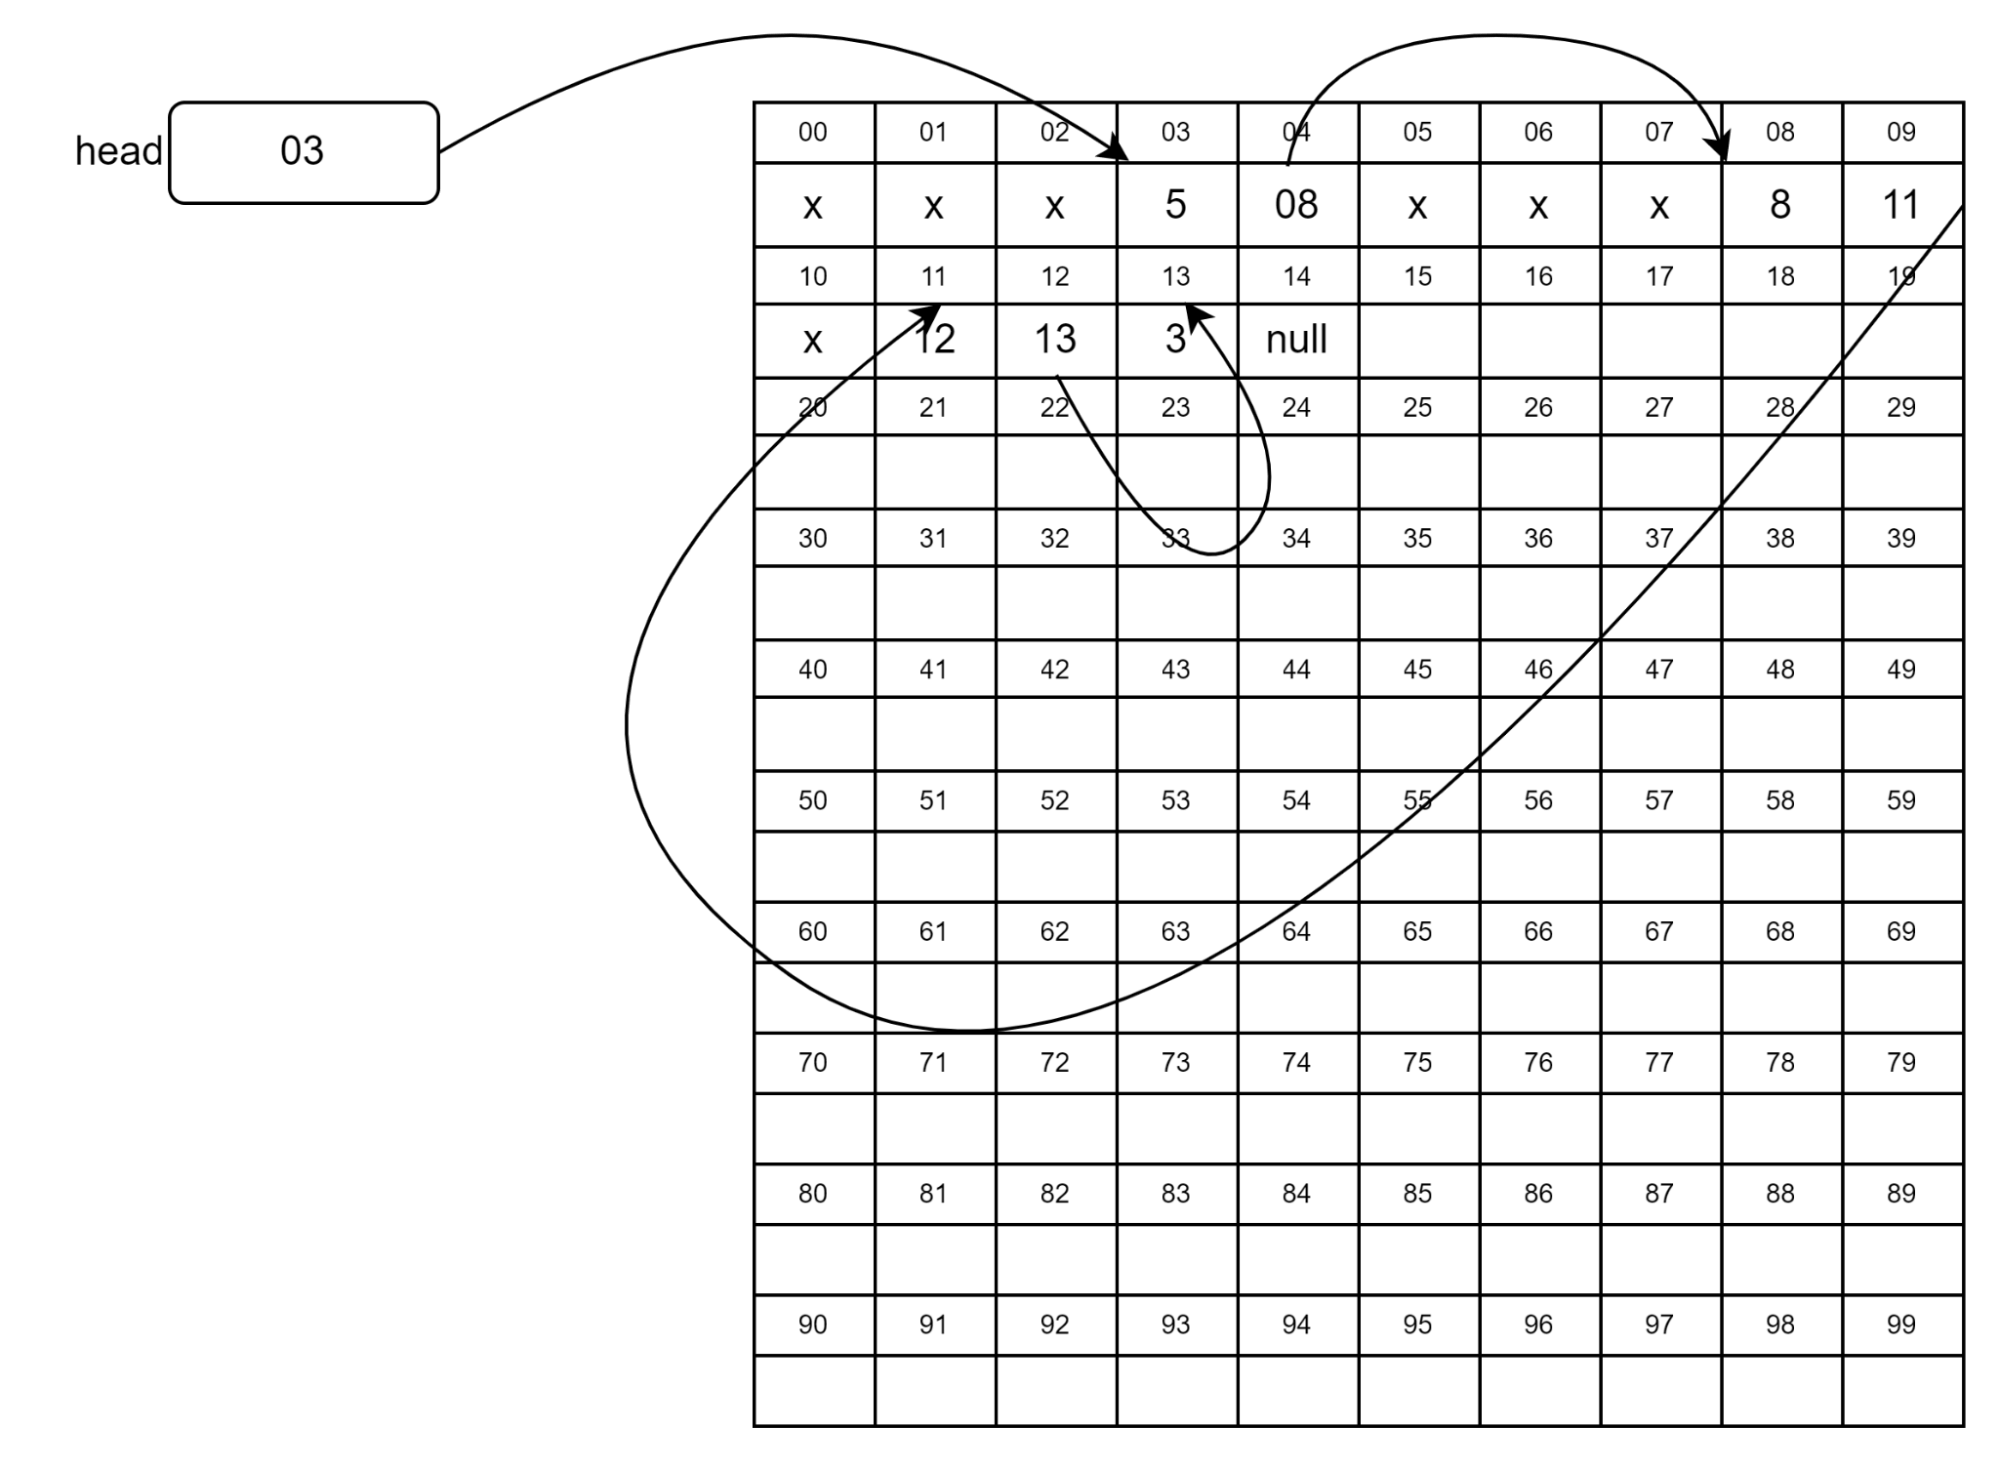 00 01 02 03 04 05 06 07 08 09
head 03
x x x 5 08 x x x 8 11
10 11 12 13 14 15 16 17 18 19
x 12 13 3 null
20 21 22 23 24 25 26 27 28 29
30 31 32 33 34 35 36 37 38 39
40 41 42 43 44 45 46 47 48 49
50 51 52 53 54 55 56 57 58 59
60 61 62 63 64 65 66 67 68 69
70 71 72 73 74 75 76 77 78 79
80 81 82 83 84 85 86 87 88 89
90 91 92 93 94 95 96 97 98 99